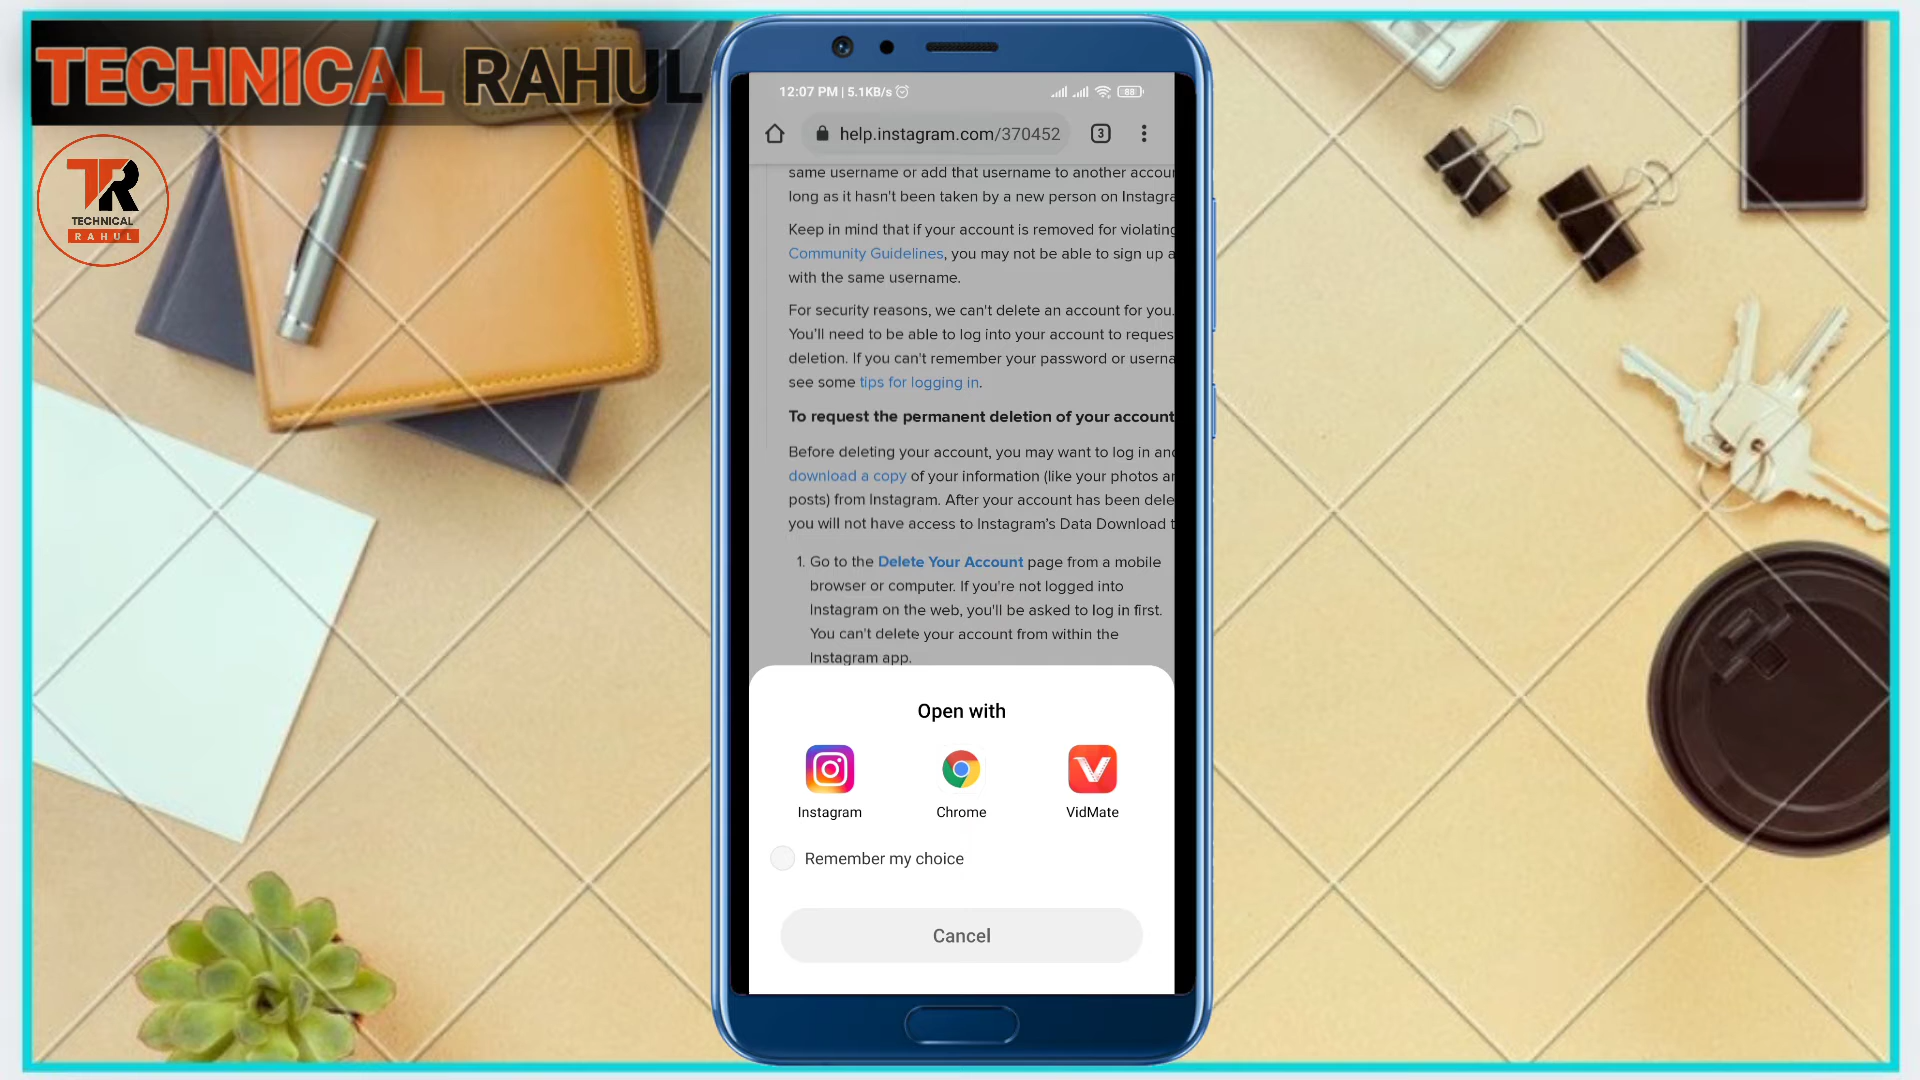 TECHNICAL RAHUL
TR
TECHNICAL
RAHUL
12:07 PM | 5.1KB/s
88
help.instagram.com/370452
3
same username or add that username to another accour
long as it hasn't been taken by a new person on Instagra
Keep in mind that if your account is removed for violating
Community Guidelines, you may not be able to sign up a
with the same username.
For security reasons, we can't delete an account for you.
You'll need to be able to log into your account to reques
deletion. If you can't remember your password or userna
see some tips for logging in.
To request the permanent deletion of your account
Before deleting your account, you may want to log in and
download a copy of your information (like your photos ar
posts) from Instagram. After your account has been dele
you will not have access to Instagram's Data Download t
1. Go to the Delete Your Account page from a mobile
browser or computer. If you're not logged into
Instagram on the web, you'll be asked to log in first.
You can't delete your account from within the
Instagram app.
Open with
Instagram
Chrome
VidMate
Remember my choice
Cancel